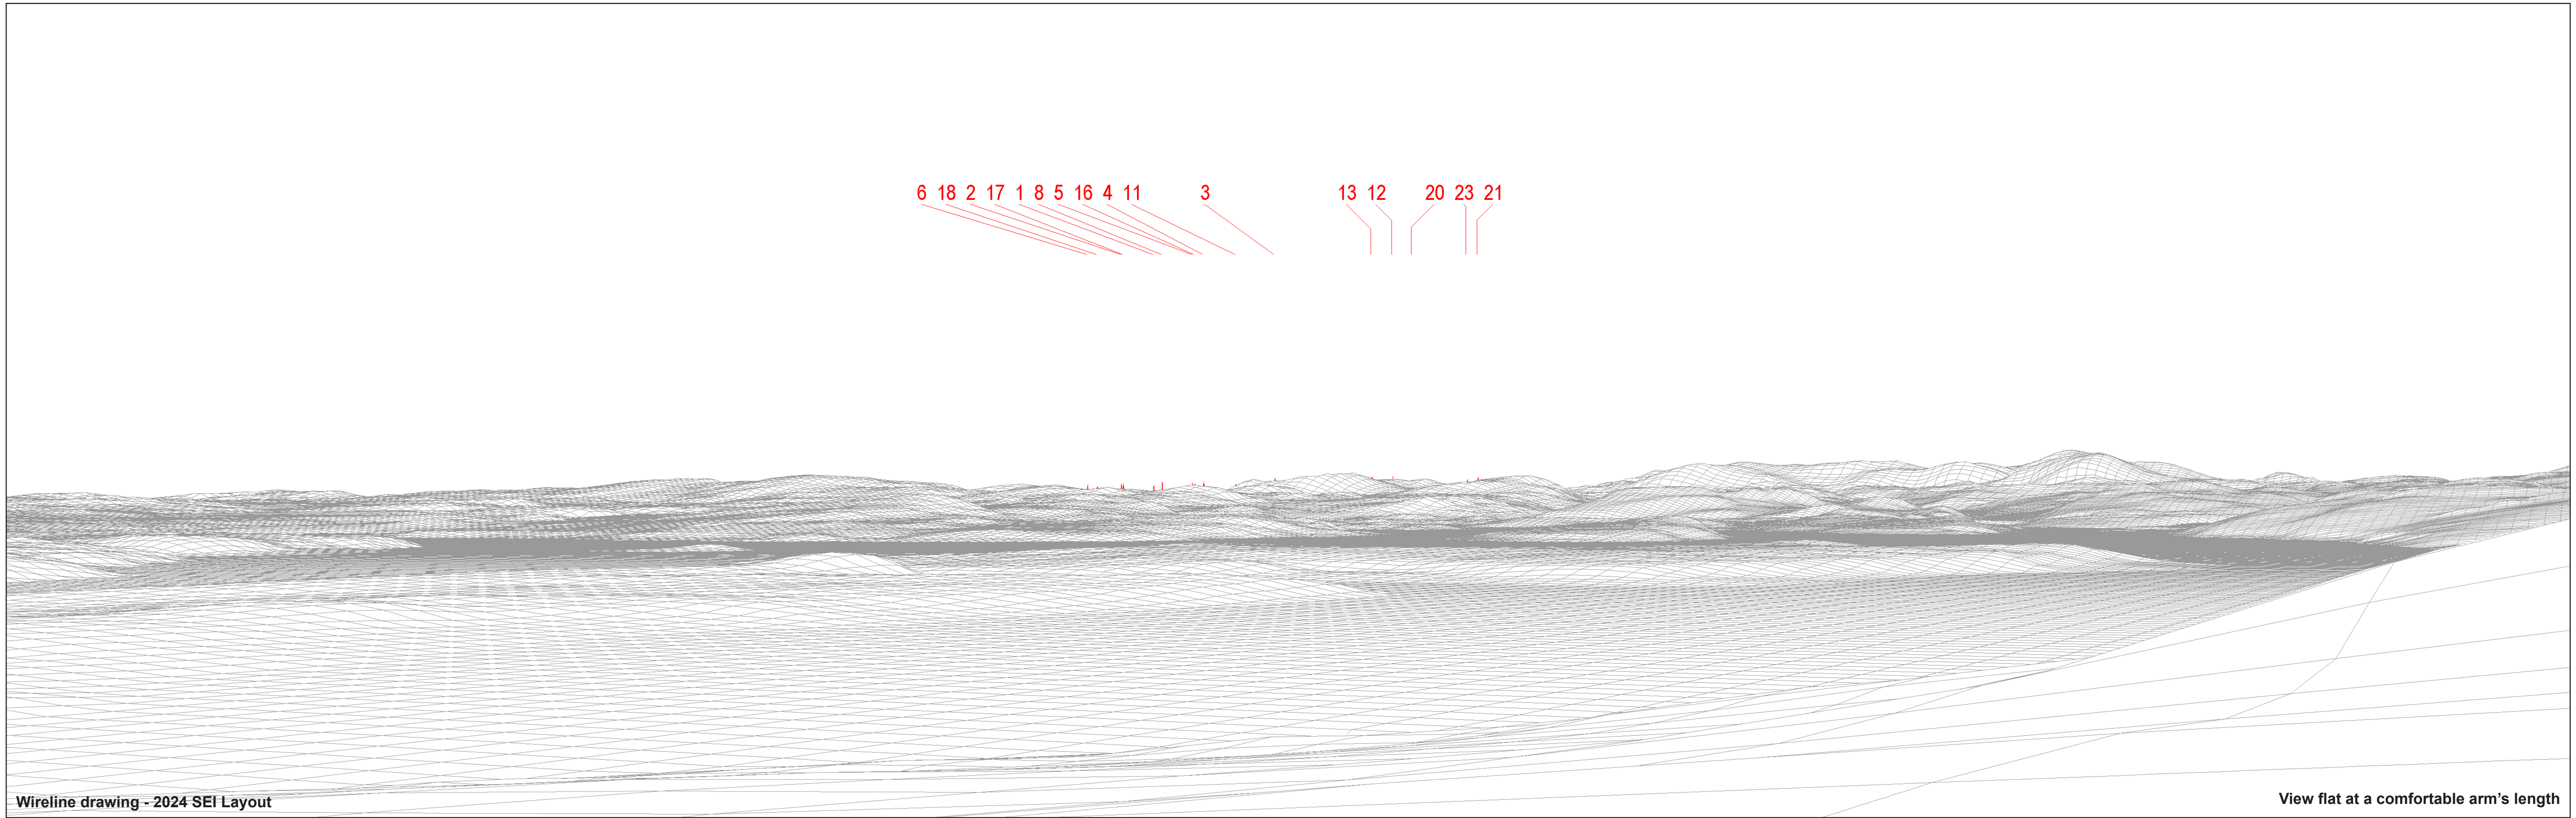 6 18 2 17 1 8 5 16 4 11 3 13 12 20 23 21
Wireline drawing - 2024 SEI Layout
View flat at a comfortable arm's length